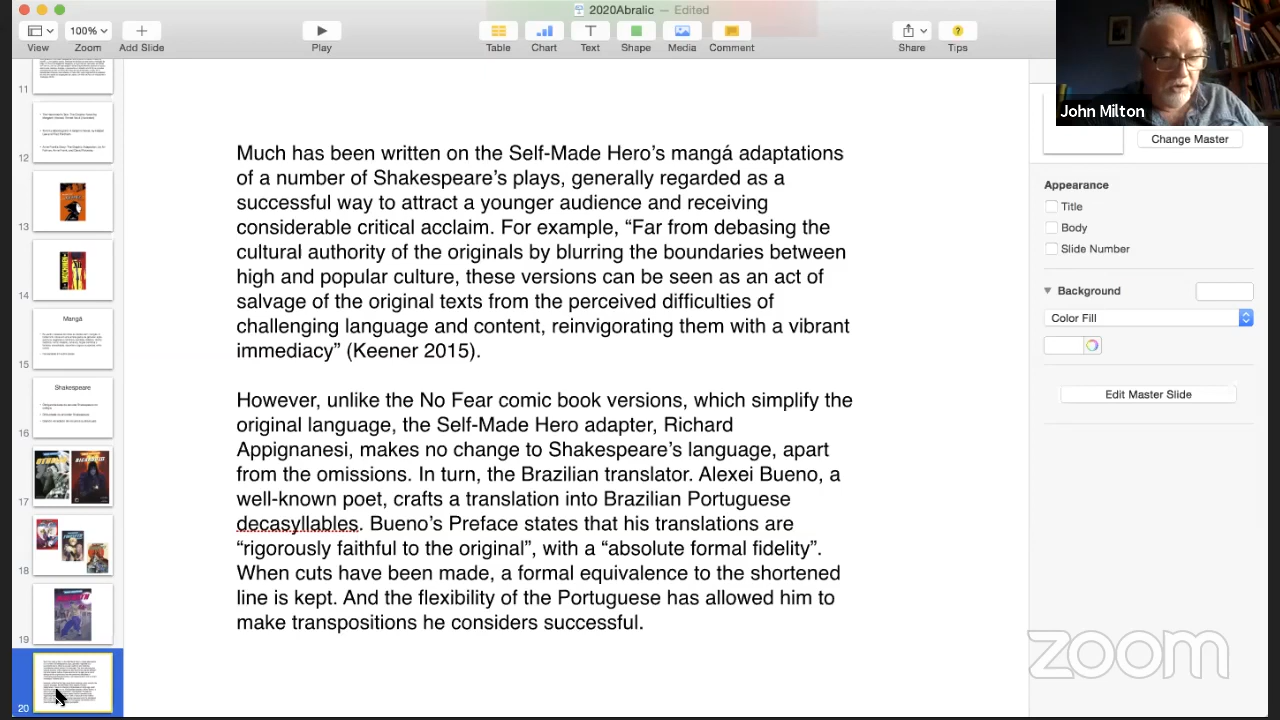 2020Abralic — Edited
100%
View
Zoom
Add Slide
Play
Table
Chart
Text
Shape
Media
Comment
Share
Tips
John Milton
11
12
13
14
Mangá
15
Shakespeare
16
17
18
19
20
Much has been written on the Self-Made Hero’s mangá adaptations
of a number of Shakespeare’s plays, generally regarded as a
successful way to attract a younger audience and receiving
considerable critical acclaim. For example, “Far from debasing the
cultural authority of the originals by blurring the boundaries between
high and popular culture, these versions can be seen as an act of
salvage of the original texts from the perceived difficulties of
challenging language and content, reinvigorating them with a vibrant
immediacy” (Keener 2015).
However, unlike the No Fear comic book versions, which simplify the
original language, the Self-Made Hero adapter, Richard
Appignanesi, makes no change to Shakespeare’s language, apart
from the omissions. In turn, the Brazilian translator. Alexei Bueno, a
well-known poet, crafts a translation into Brazilian Portuguese
decasyllables. Bueno’s Preface states that his translations are
“rigorously faithful to the original”, with a “absolute formal fidelity”.
When cuts have been made, a formal equivalence to the shortened
line is kept. And the flexibility of the Portuguese has allowed him to
make transpositions he considers successful.
Change Master
Appearance
Title
Body
Slide Number
Background
Color Fill
Edit Master Slide
zoom